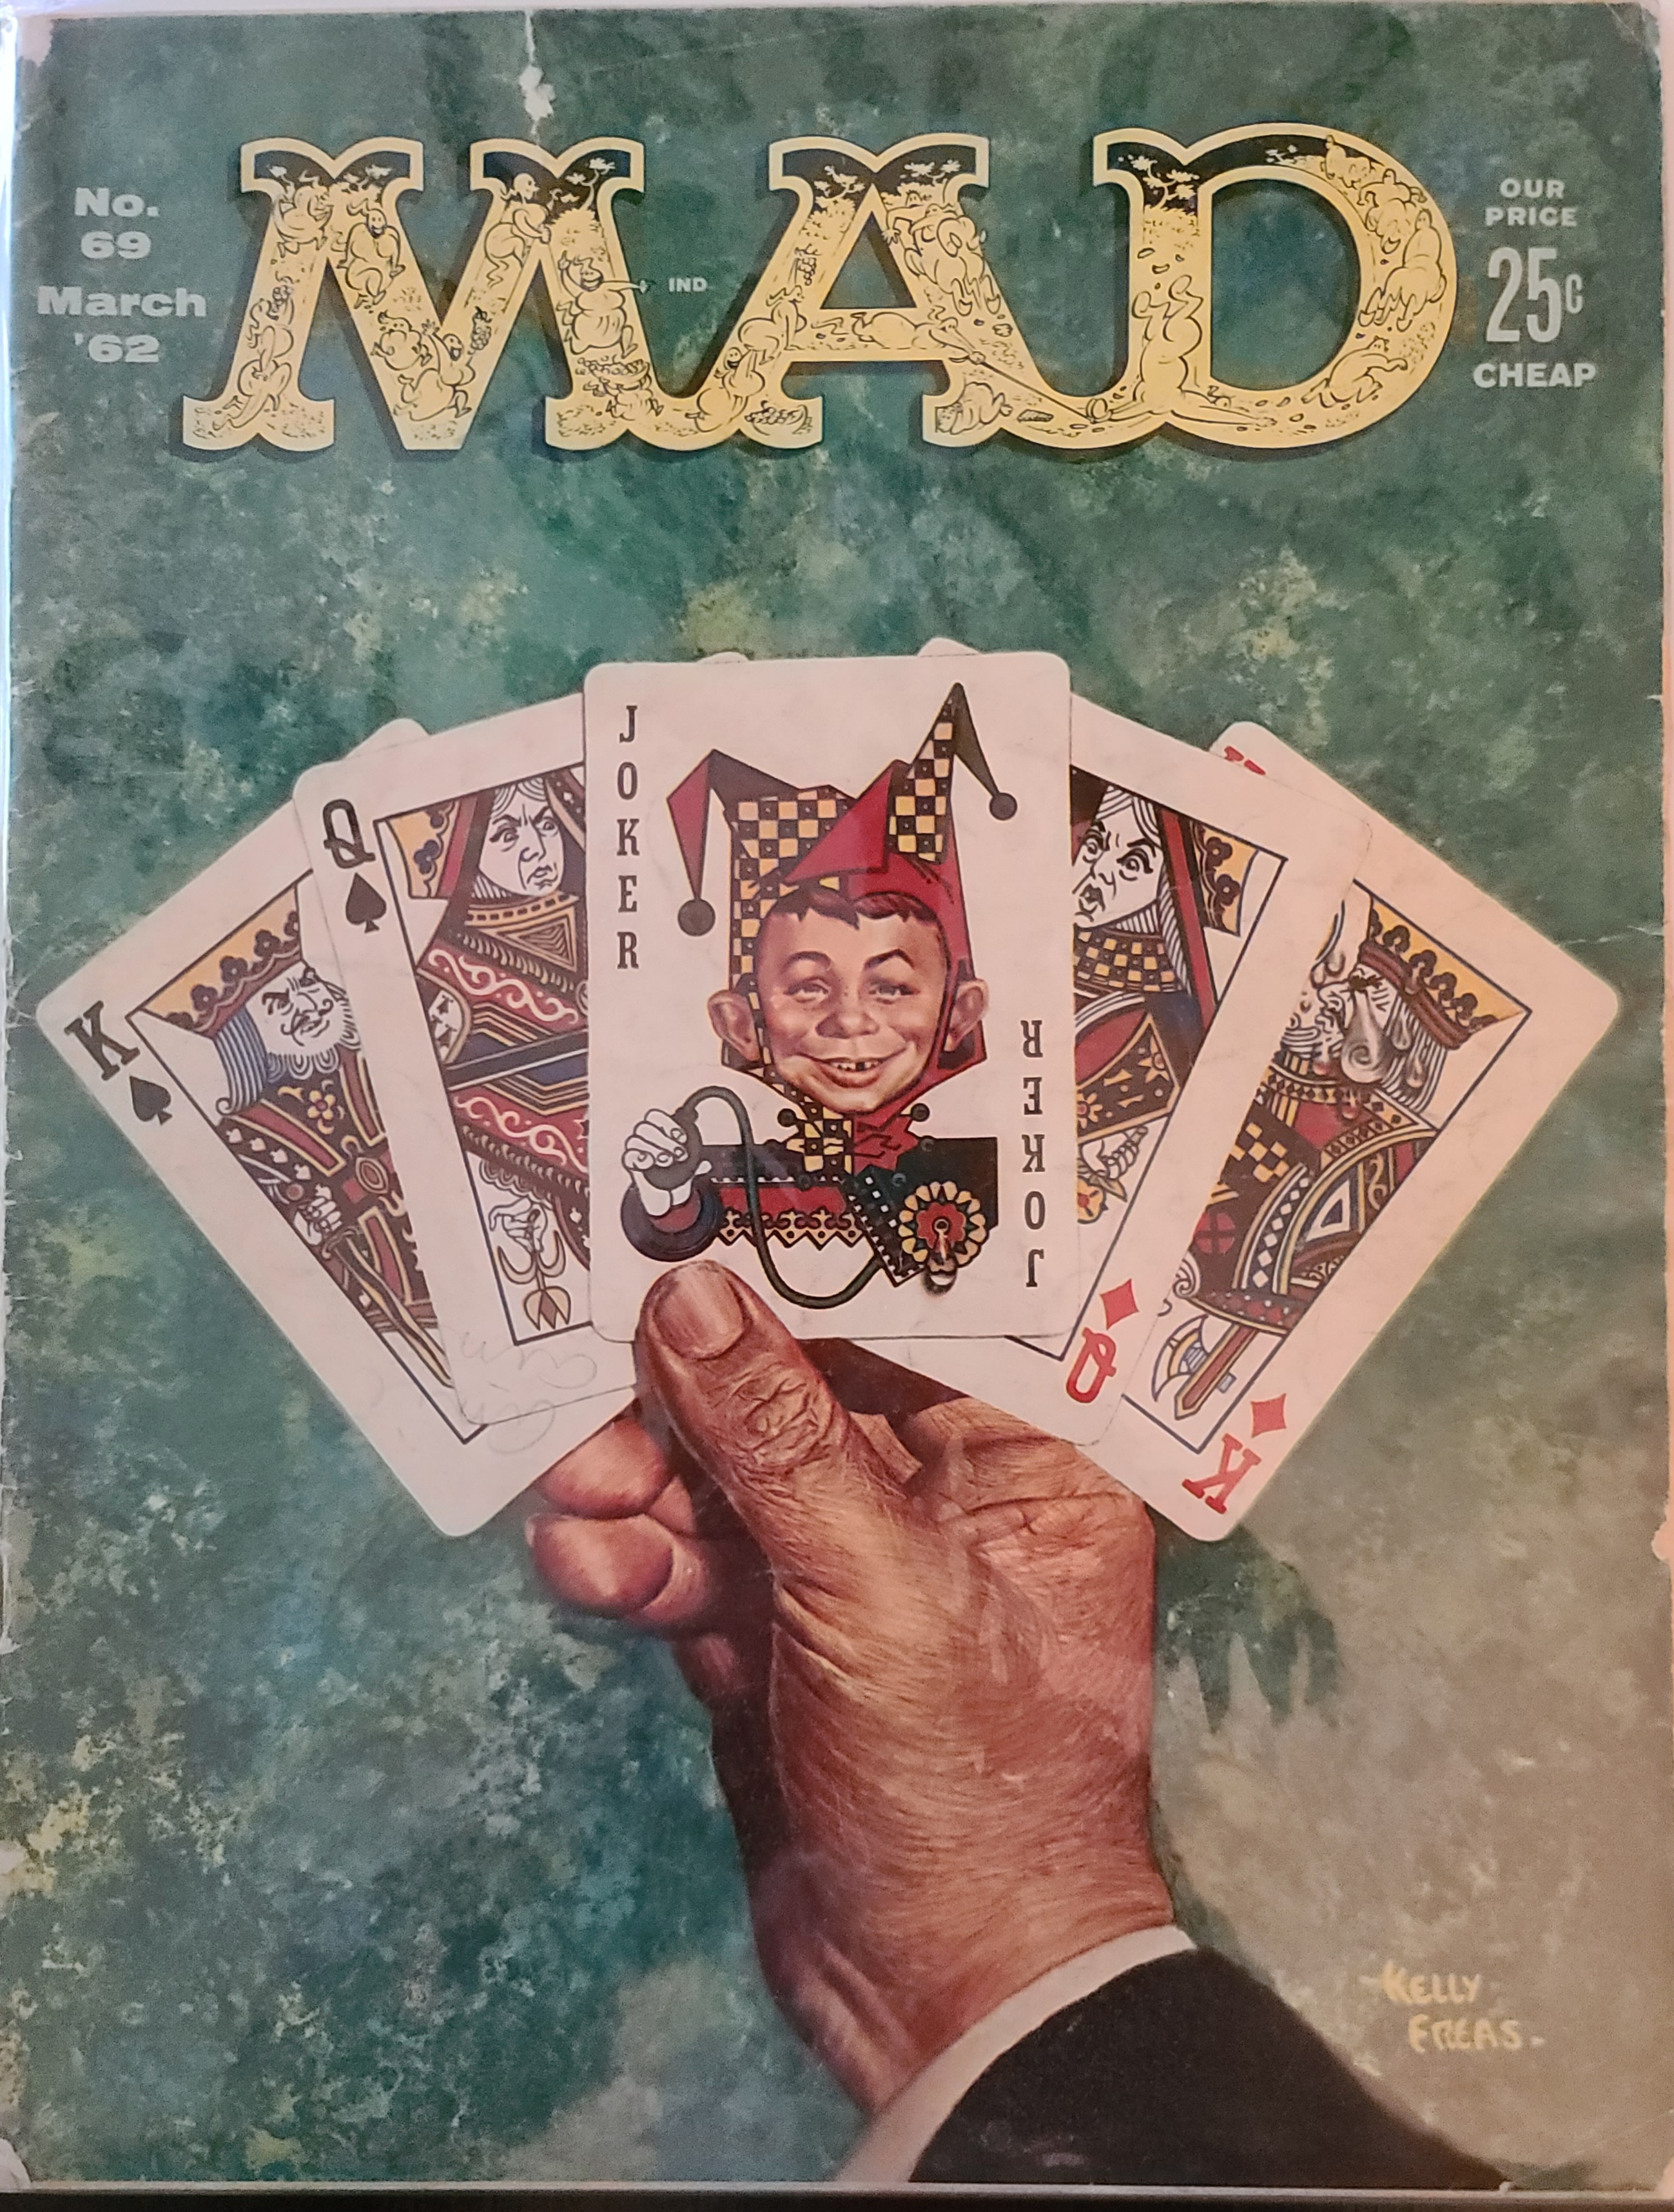 MAD
No.
69
March
'62
IND
OUR
PRICE
25¢
CHEAP
K
Q
JOKER
JOKER
Q
K
KELLY
FREAS